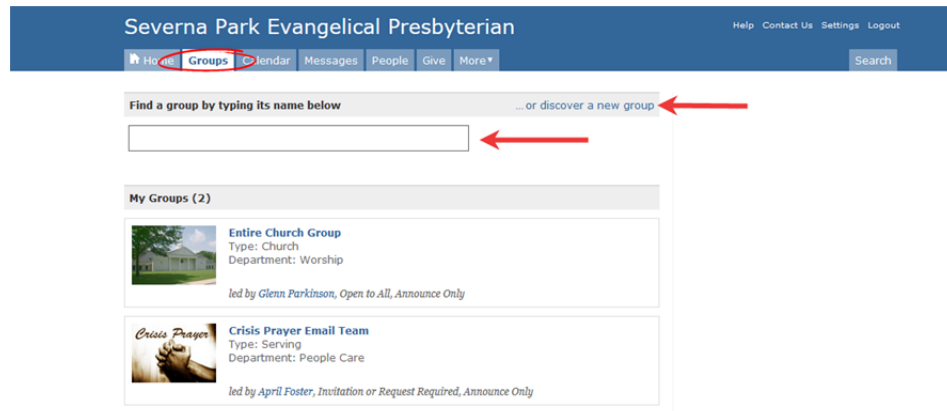 Severna Park Evangelical Presbyterian
Help Contact Us Settings Logout
Home Groups Calendar Messages People Give More▾
Search
Find a group by typing its name below
... or discover a new group
My Groups (2)
Entire Church Group
Type: Church
Department: Worship
led by Glenn Parkinson, Open to All, Announce Only
Crisis Prayer
Crisis Prayer Email Team
Type: Serving
Department: People Care
led by April Foster, Invitation or Request Required, Announce Only